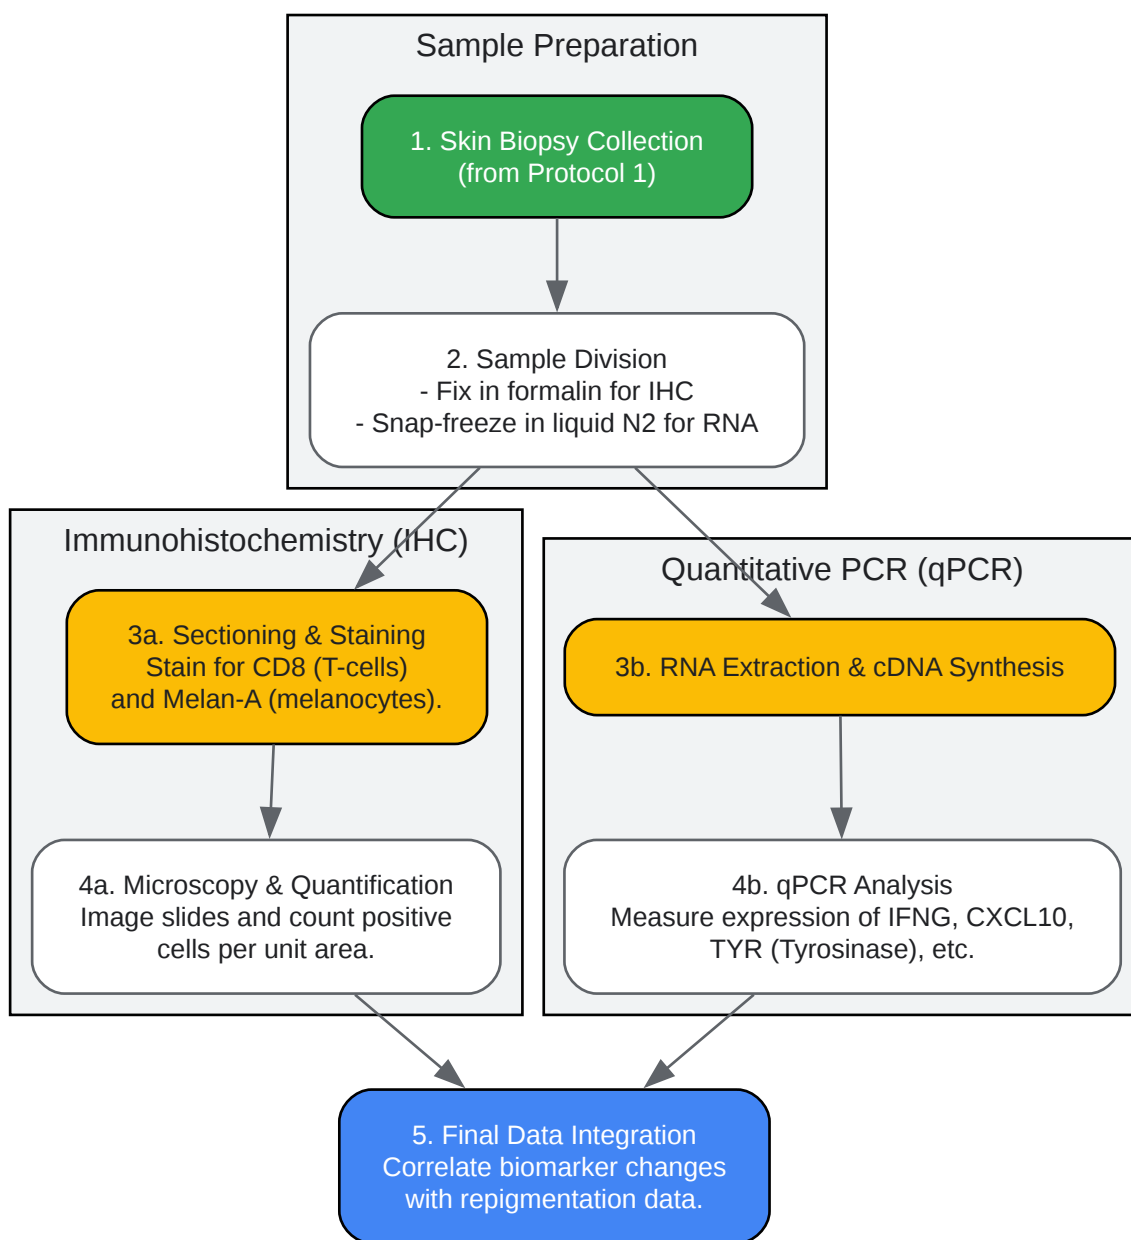 Sample Preparation
1. Skin Biopsy Collection
(from Protocol 1)
2. Sample Division
- Fix in formalin for IHC
- Snap-freeze in liquid N2 for RNA
Immunohistochemistry (IHC)
3a. Sectioning & Staining
Stain for CD8 (T-cells)
and Melan-A (melanocytes).
4a. Microscopy & Quantification
Image slides and count positive
cells per unit area.
Quantitative PCR (qPCR)
3b. RNA Extraction & cDNA Synthesis
4b. qPCR Analysis
Measure expression of IFNG, CXCL10,
TYR (Tyrosinase), etc.
5. Final Data Integration
Correlate biomarker changes
with repigmentation data.